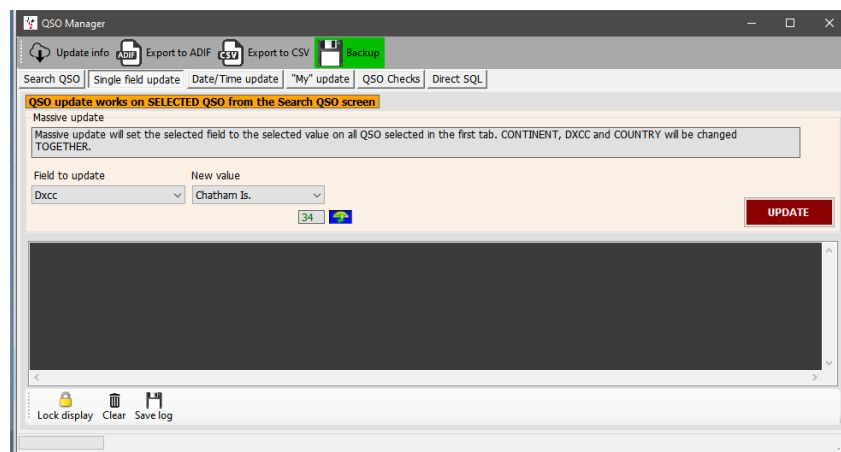 QSO Manager
Update info ADIF Export to ADIF CSV Export to CSV Backup
Search QSO Single field update Date/Time update "My" update QSO Checks Direct SQL
QSO update works on SELECTED QSO from the Search QSO screen
Massive update
Massive update will set the selected field to the selected value on all QSO selected in the first tab. CONTINENT, DXCC and COUNTRY will be changed
TOGETHER.
Field to update New value
Dxcc Chatham Is.
34
UPDATE
Lock display Clear Save log